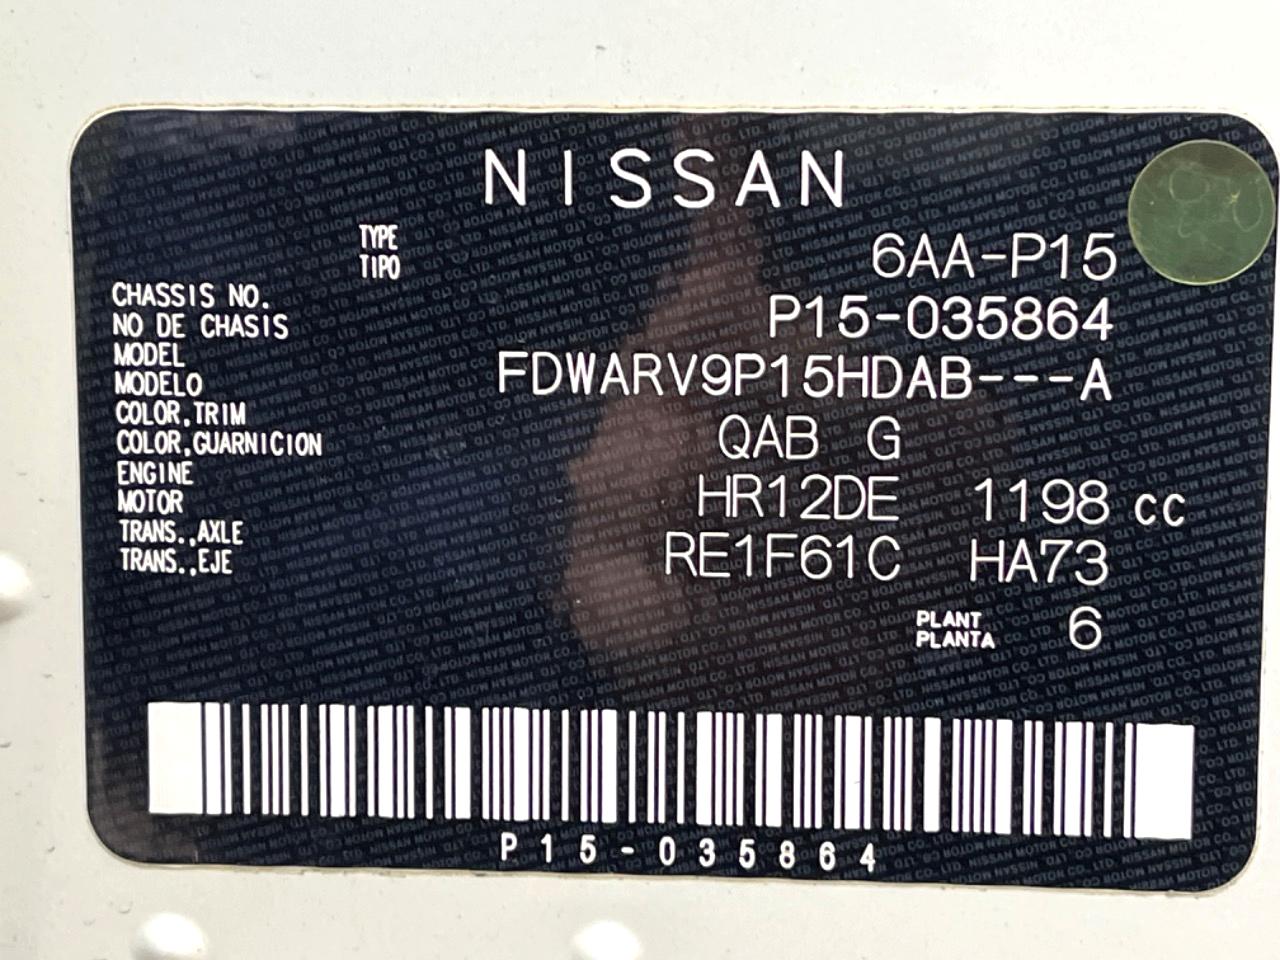 NISSAN
TYPE
TIPO
6AA-P15
CHASSIS NO.
NO DE CHASIS
P15-035864
MODEL
MODELO
FDWARV9P15HDAB---A
COLOR,TRIM
COLOR,GUARNICION
QAB G
ENGINE
MOTOR
HR12DE 1198 cc
TRANS.,AXLE
TRANS.,EJE
RE1F61C HA73
PLANT
PLANTA
6
P15-035864